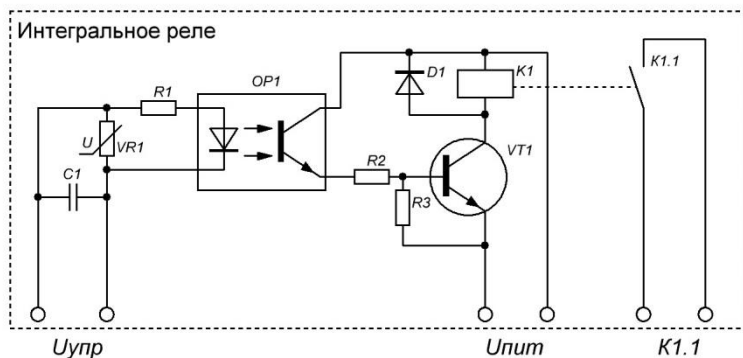 Интегральное реле
OP1
R1
U
VR1
C1
D1
K1
K1.1
R2
R3
VT1
Uупр
Uпит
K1.1